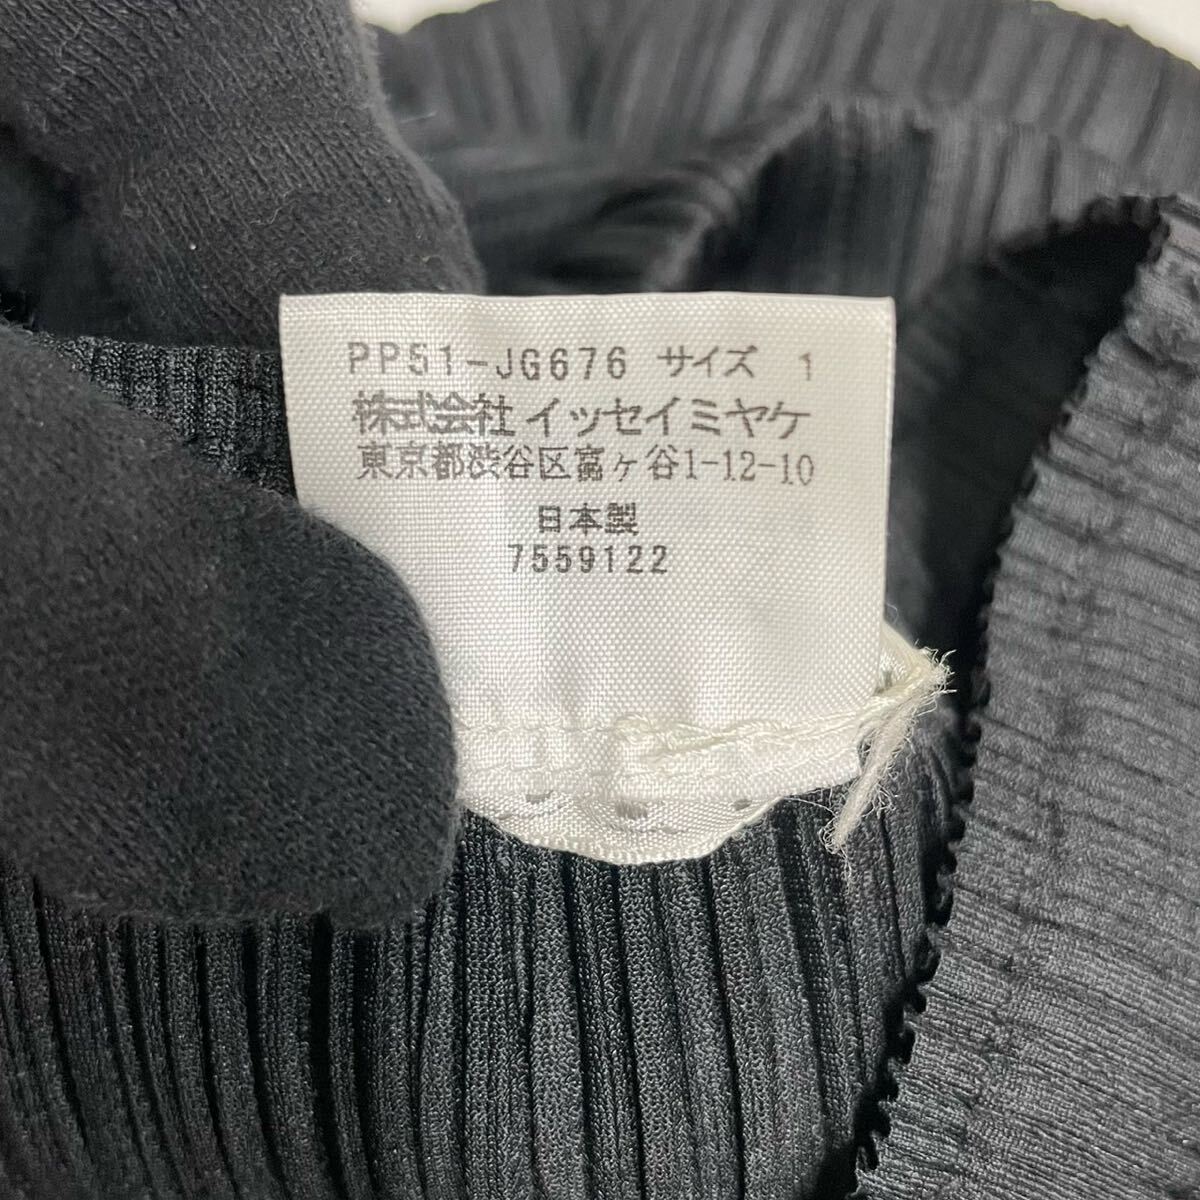 PP51-JG676 サイズ 1
株式会社イッセイミヤケ
東京都渋谷区富ヶ谷1-12-10
日本製
7559122